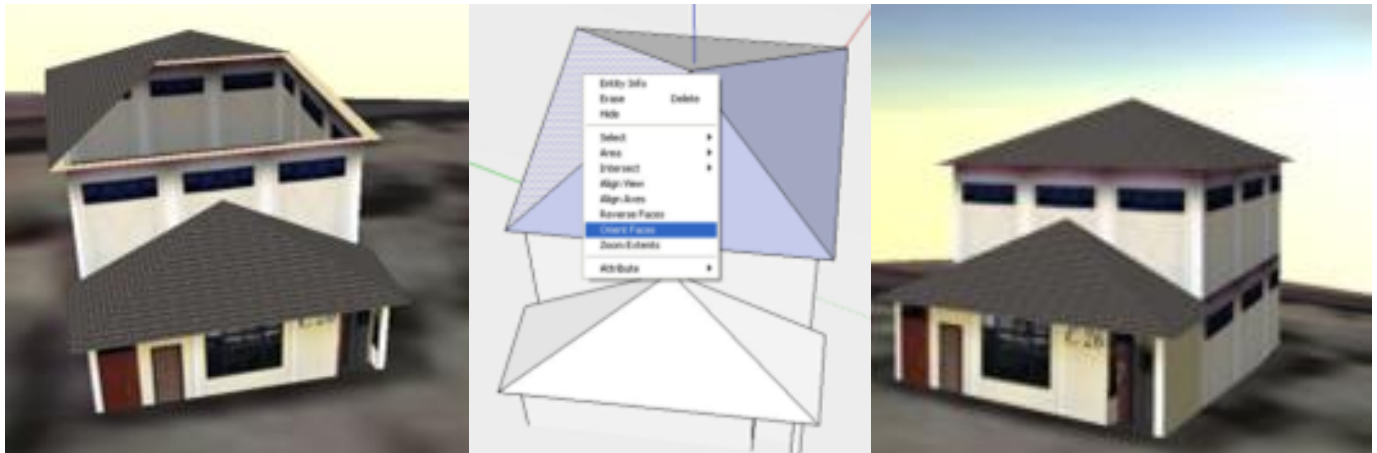 Entity Info
Erase Delete
Hide
Select
Area
Intersect
Align View
Align Axes
Reverse Faces
Orient Faces
Zoom Extents
Attribute